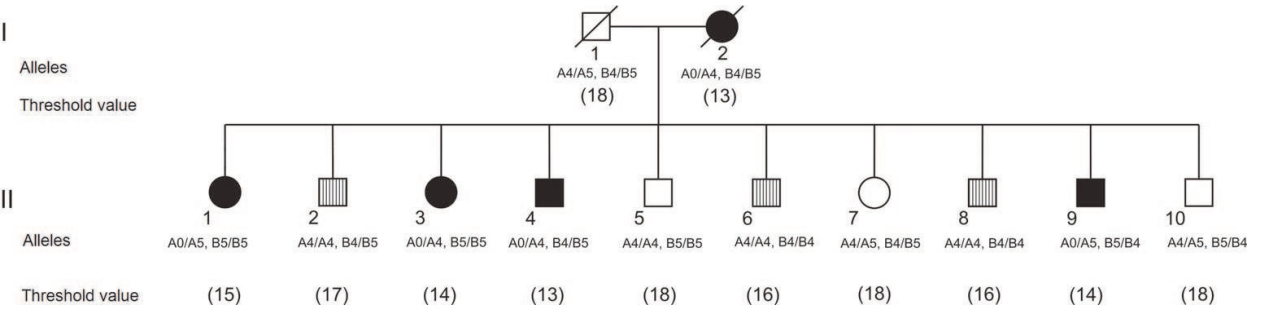 I
1 2
Alleles A4/A5, B4/B5 A0/A4, B4/B5
Threshold value (18) (13)
II
1 2 3 4 5 6 7 8 9 10
Alleles A0/A5, B5/B5 A4/A4, B4/B5 A0/A4, B5/B5 A0/A4, B4/B5 A4/A4, B5/B5 A4/A4, B4/B4 A4/A5, B4/B5 A4/A4, B4/B4 A0/A5, B5/B4 A4/A5, B5/B4
Threshold value (15) (17) (14) (13) (18) (16) (18) (16) (14) (18)